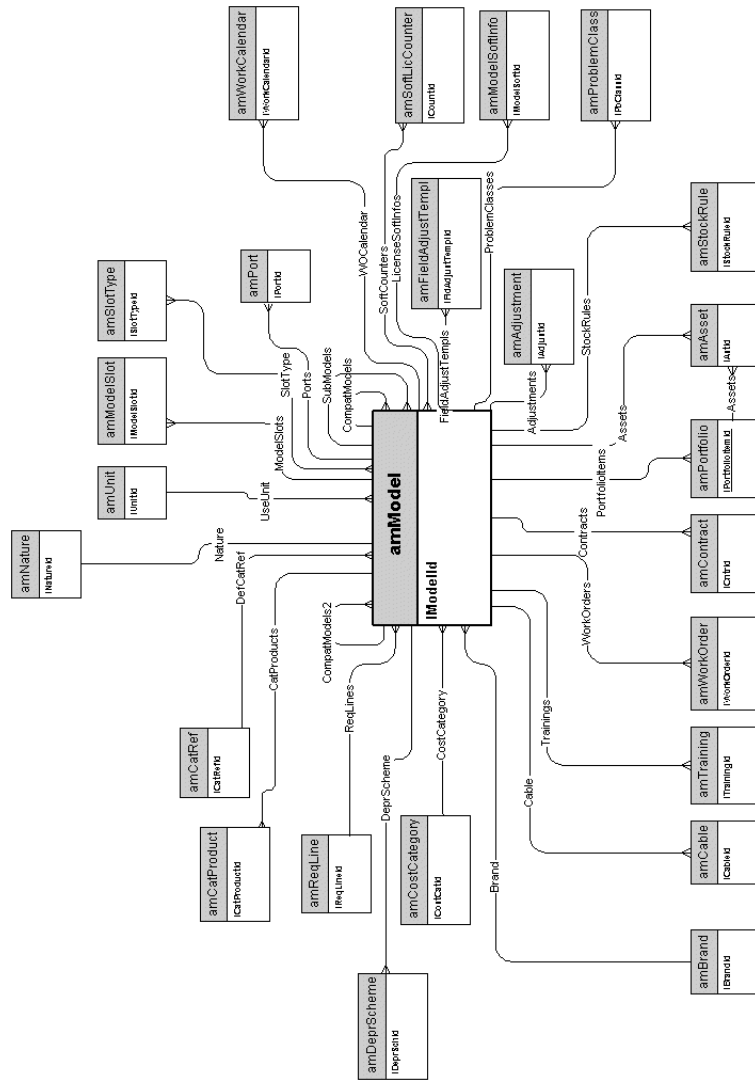 amNature
lNatureId
amUnit
lUnitId
amModelSlot
lModelSlotId
amSlotType
lSlotTypeId
amCatRef
lCatRefId
amCatProduct
lCatProductId
amPort
lPortId
amWorkCalendar
lWorkCalendarId
Nature
DefCatRef
UseUnit
CatProducts
ModelSlots
SlotType
Ports
SubModels
CompatModels
WOCalendar
CompatModels2
ReqLines
amReqLine
lReqLineId
amDeprScheme
lDeprSchId
DeprScheme
amModel
lModelId
SoftCounters
LicenseSoftInfos
amSoftLicCounter
lCountId
amCostCategory
lCostCatId
CostCategory
FieldAdjustTempls
amFieldAdjustTempl
lFldAdjustTemplId
amModelSoftInfo
lModelSoftId
Brand
ProblemClasses
amAdjustment
lAdjustId
Adjustments
amProblemClass
lPbClassId
Cable
Trainings
WorkOrders
Contracts
PortfolioItems
Assets
StockRules
Assets
amBrand
lBrandId
amCable
lCableId
amTraining
lTrainingId
amWorkOrder
lWorkOrderId
amContract
lCntrId
amPortfolio
lPortfolioItemId
amAsset
lAstId
amStockRule
lStockRuleId